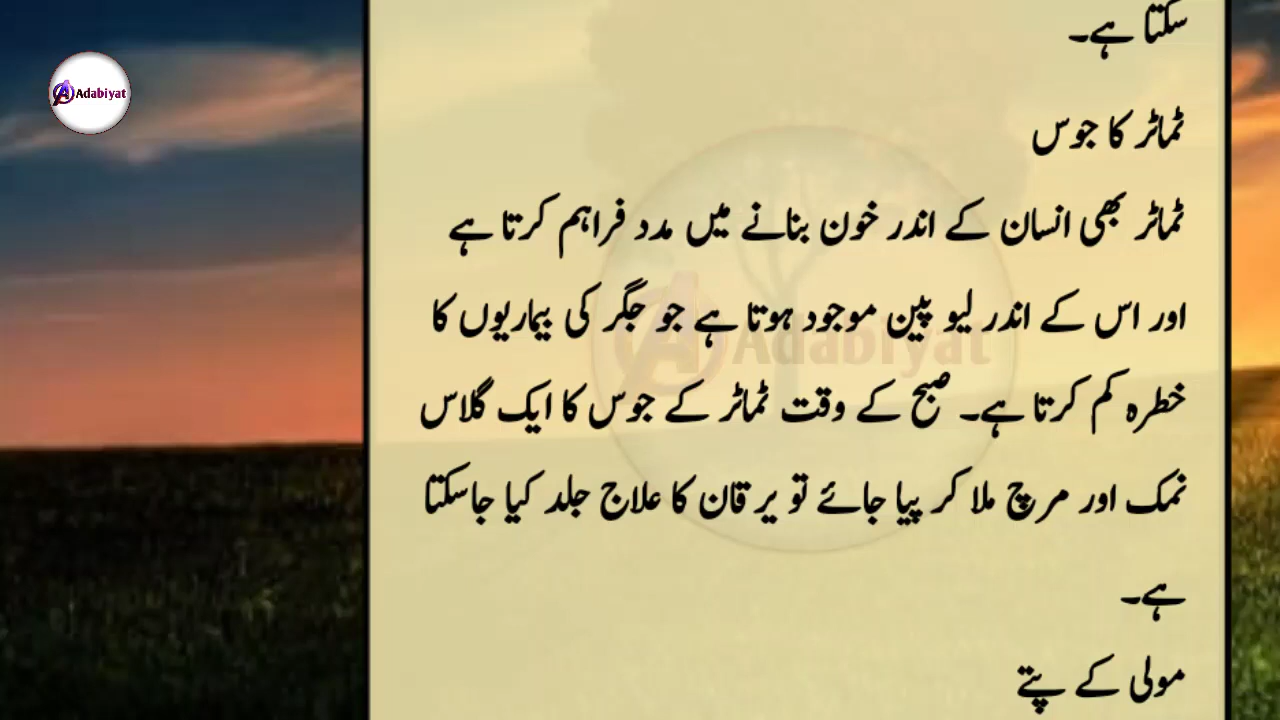 Adabiyat
سکتا ہے۔
ٹماٹر کا جوس
ٹماٹر بھی انسان کے اندر خون بنانے میں مدد فراہم کرتا ہے
اور اس کے اندر لیو پپین موجود ہوتا ہے جو جگر کی بیماریوں کا
خطرہ کم کرتا ہے۔ صبح کے وقت ٹماٹر کے جوس کا ایک گلاس
نمک اور مرچ ملا کر پیا جائے تو یرقان کا علاج جلد کیا جاسکتا
ہے۔
مولی کے پتے
Adabiyat